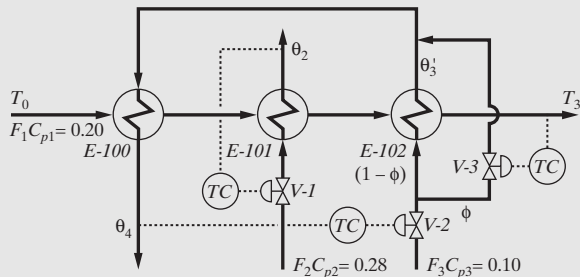 θ2
θ3'
T0
T3
F1Cp1 = 0.20
E-100
E-101
E-102
(1 – ϕ)
V-3
TC
TC
V-1
ϕ
θ4
TC
V-2
F2Cp2 = 0.28
F3Cp3 = 0.10